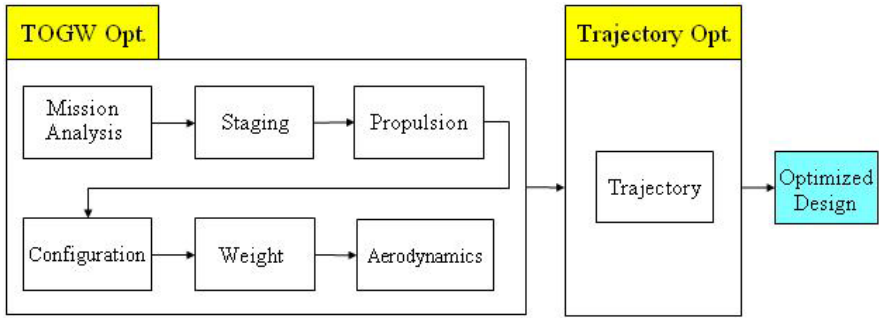 TOGW Opt.
Trajectory Opt.
Mission
Analysis
Staging
Propulsion
Configuration
Weight
Aerodynamics
Trajectory
Optimized
Design